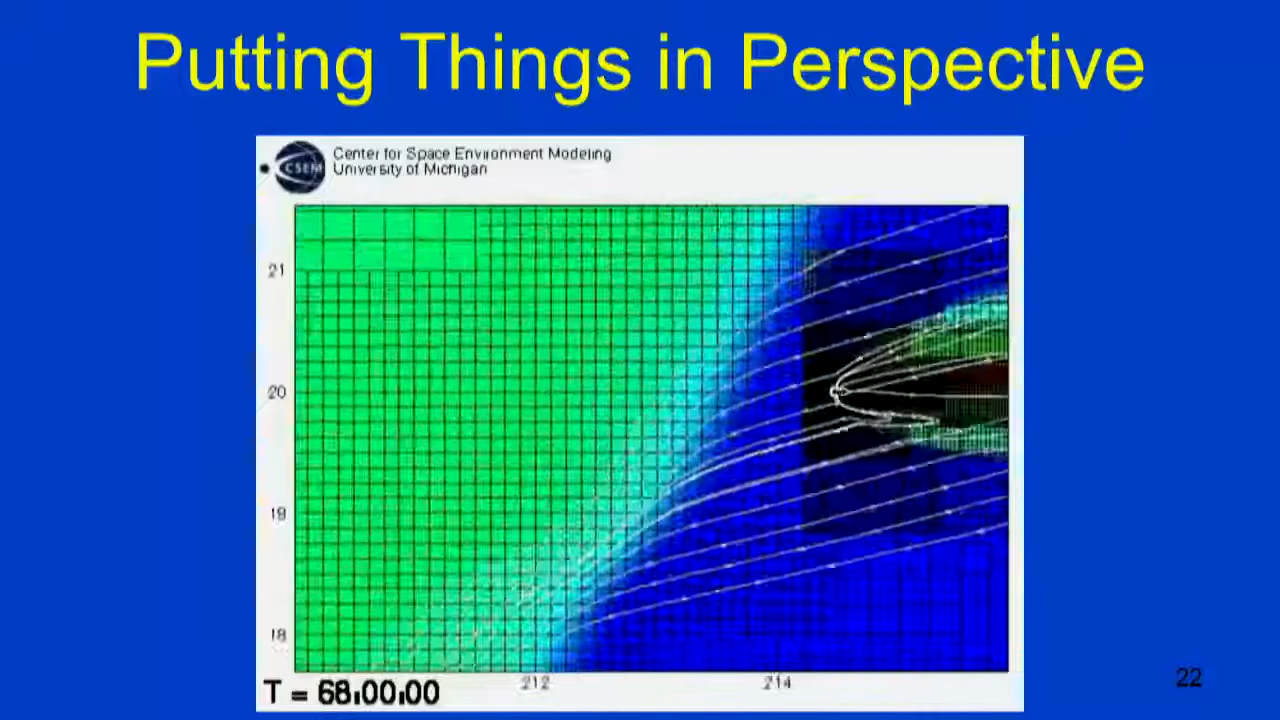 Putting Things in Perspective
Center for Space Environment Modeling
University of Michigan
CSEM
21
20
19
18
212
214
T = 68:00:00
22